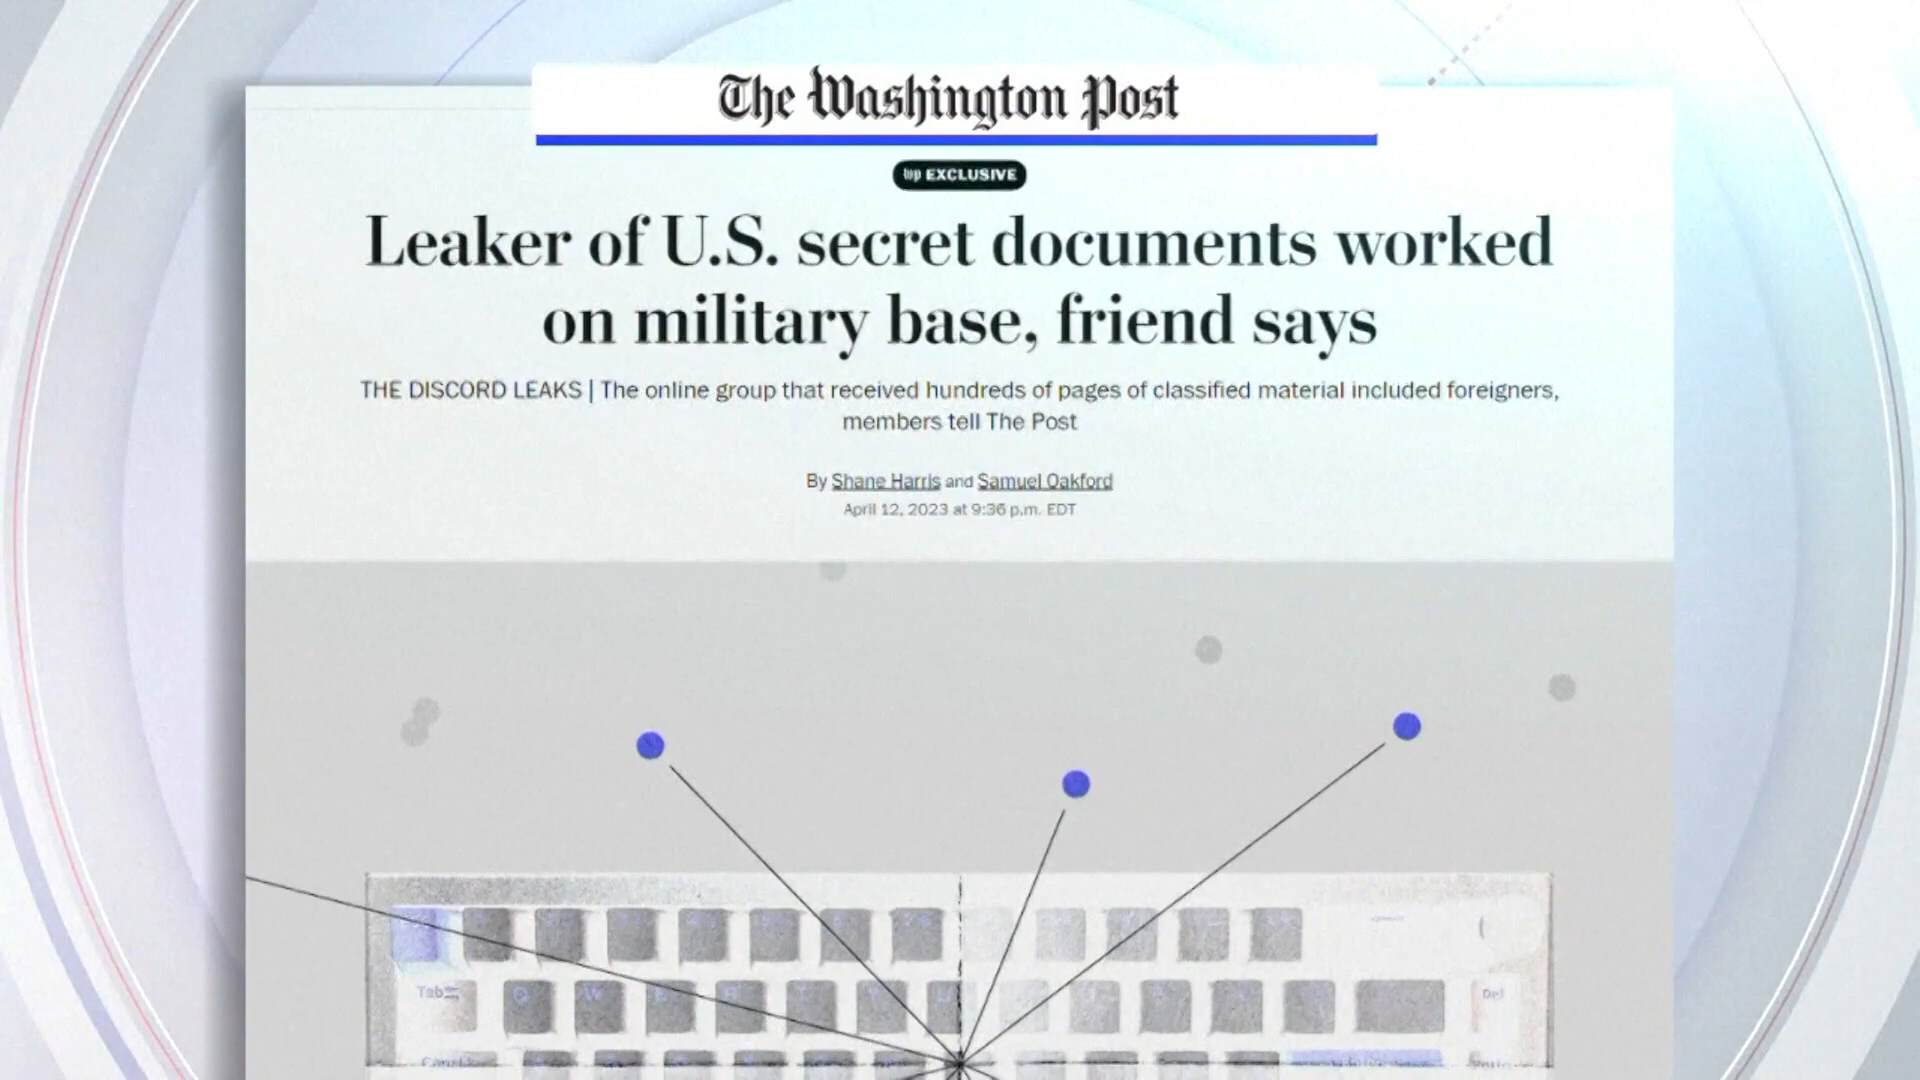 The Washington Post
wp EXCLUSIVE
Leaker of U.S. secret documents worked
on military base, friend says
THE DISCORD LEAKS | The online group that received hundreds of pages of classified material included foreigners,
members tell The Post
By Shane Harris and Samuel Oakford
April 12, 2023 at 9:36 p.m. EDT
Tab Q W Del